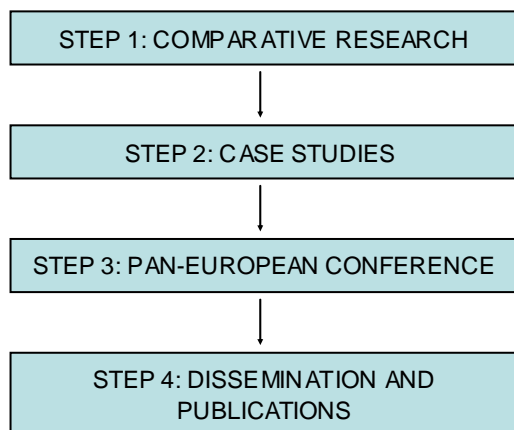 STEP 1: COMPARATIVE RESEARCH
STEP 2: CASE STUDIES
STEP 3: PAN-EUROPEAN CONFERENCE
STEP 4: DISSEMINATION AND
PUBLICATIONS